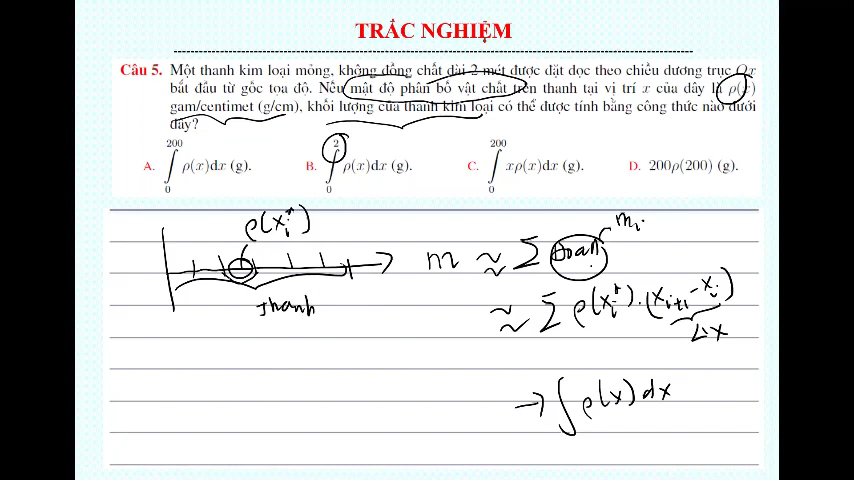 TRẮC NGHIỆM
Câu 5. Một thanh kim loại mỏng, không đồng chất dài 2 mét được đặt dọc theo chiều dương trục Ox
bắt đầu từ gốc tọa độ. Nếu mật độ phân bố vật chất trên thanh tại vị trí x của dây là ρ(x)
gam/centimet (g/cm), khối lượng của thanh kim loại có thể được tính bằng công thức nào dưới
đây?
A. ∫₀²⁰⁰ ρ(x)dx (g). B. ∫₀² ρ(x)dx (g). C. ∫₀²⁰⁰ xρ(x)dx (g). D. 200ρ(200) (g).
ρ(xᵢ*)
thanh
m ≈ Σ đoạn mᵢ
≈ Σ ρ(xᵢ*) · (xᵢ₊₁ - xᵢ)
Δx
→ ∫ ρ(x) dx